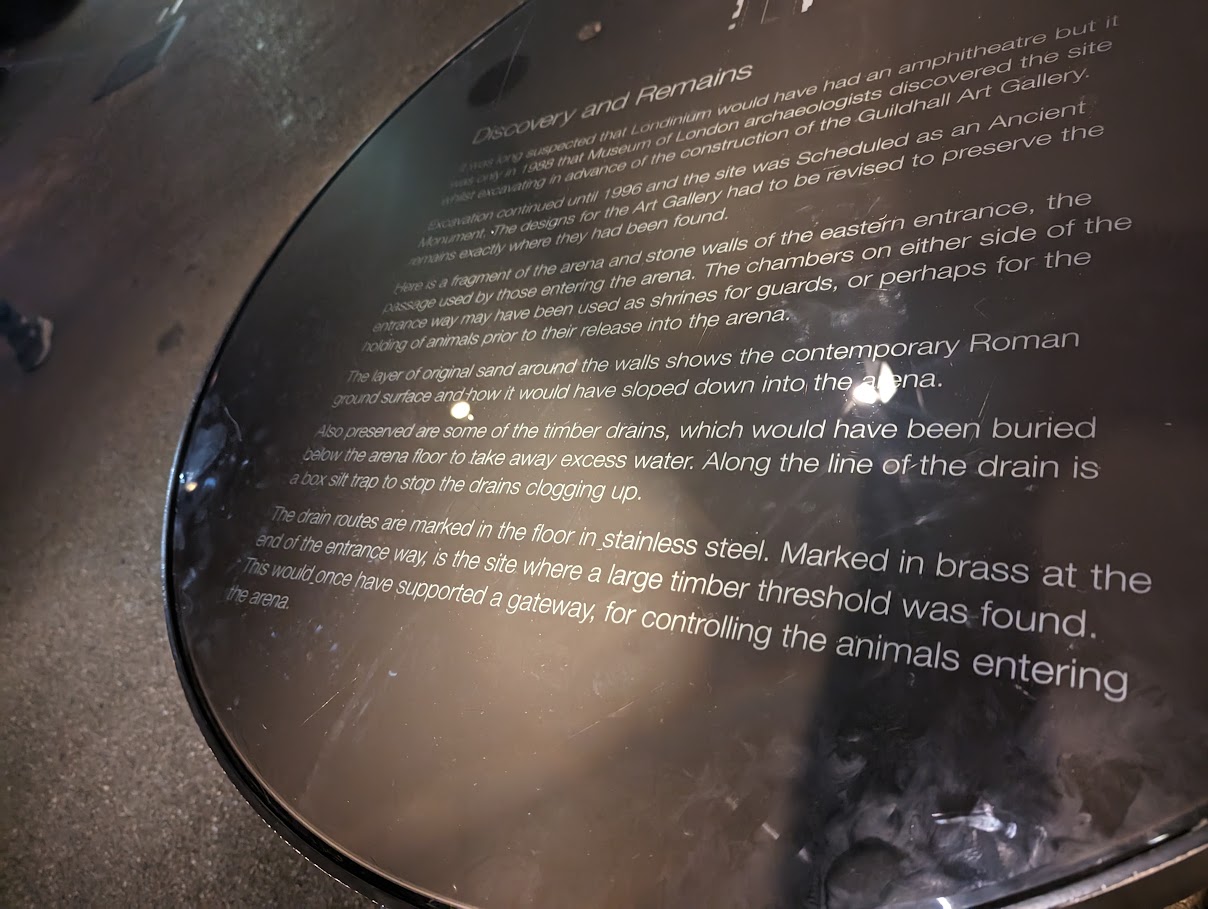 Discovery and Remains
It was long suspected that Londinium would have had an amphitheatre but it
was only in 1988 that Museum of London archaeologists discovered the site
whilst excavating in advance of the construction of the Guildhall Art Gallery.
Excavation continued until 1996 and the site was Scheduled as an Ancient
Monument. The designs for the Art Gallery had to be revised to preserve the
remains exactly where they had been found.
Here is a fragment of the arena and stone walls of the eastern entrance, the
passage used by those entering the arena. The chambers on either side of the
entrance way may have been used as shrines for guards, or perhaps for the
holding of animals prior to their release into the arena.
The layer of original sand around the walls shows the contemporary Roman
ground surface and how it would have sloped down into the arena.
Also preserved are some of the timber drains, which would have been buried
below the arena floor to take away excess water. Along the line of the drain is
a box silt trap to stop the drains clogging up.
The drain routes are marked in the floor in stainless steel. Marked in brass at the
end of the entrance way, is the site where a large timber threshold was found.
This would once have supported a gateway, for controlling the animals entering
the arena.